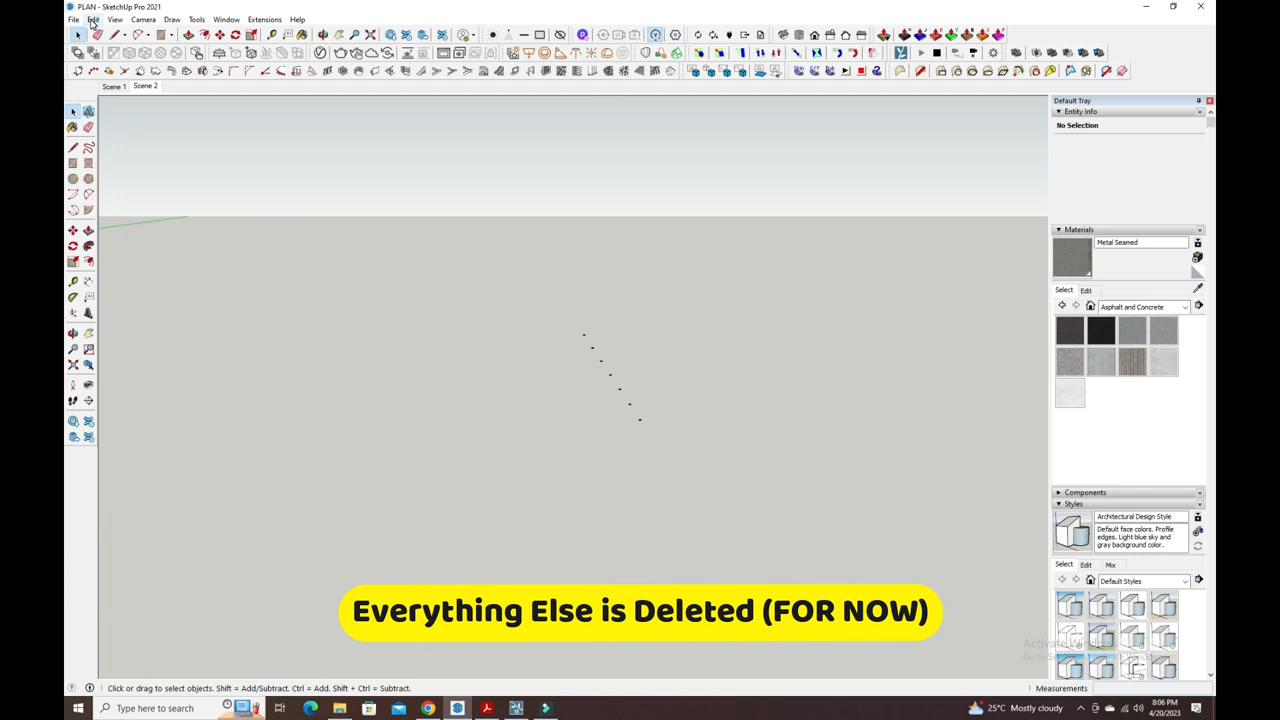 PLAN - SketchUp Pro 2021
File Edit View Camera Draw Tools Window Extensions Help
Scene 1 Scene 2
Default Tray
Entity Info
No Selection
Materials
Metal Seamed
Select Edit
Asphalt and Concrete
Components
Styles
Architectural Design Style
Default face colors. Profile
edges. Light blue sky and
gray background color.
Select Edit Mix
Default Styles
Everything Else is Deleted (FOR NOW)
Activate Windows
Click or drag to select objects. Shift = Add/Subtract. Ctrl = Add. Shift + Ctrl = Subtract.
Measurements
Type here to search
25°C Mostly cloudy
8:06 PM
4/20/2023